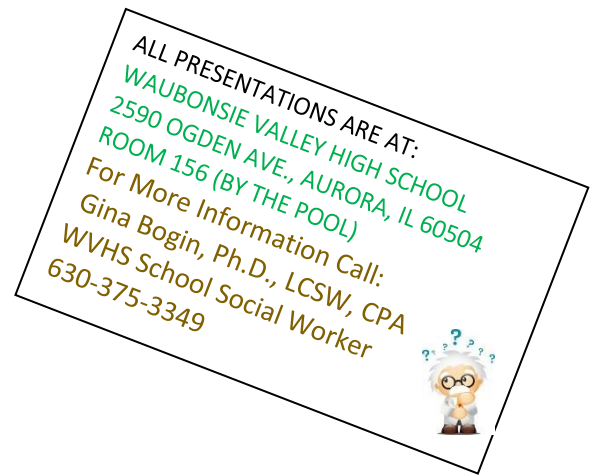 ALL PRESENTATIONS ARE AT:
WAUBONSIE VALLEY HIGH SCHOOL
2590 OGDEN AVE., AURORA, IL 60504
ROOM 156 (BY THE POOL)
For More Information Call:
Gina Bogin, Ph.D., LCSW, CPA
WVHS School Social Worker
630-375-3349
? ? ? ? ? ?